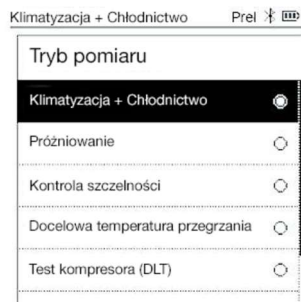 Klimatyzacja + Chłodnictwo Prel
Tryb pomiaru
Klimatyzacja + Chłodnictwo
Próżniowanie
Kontrola szczelności
Docelowa temperatura przegrzania
Test kompresora (DLT)